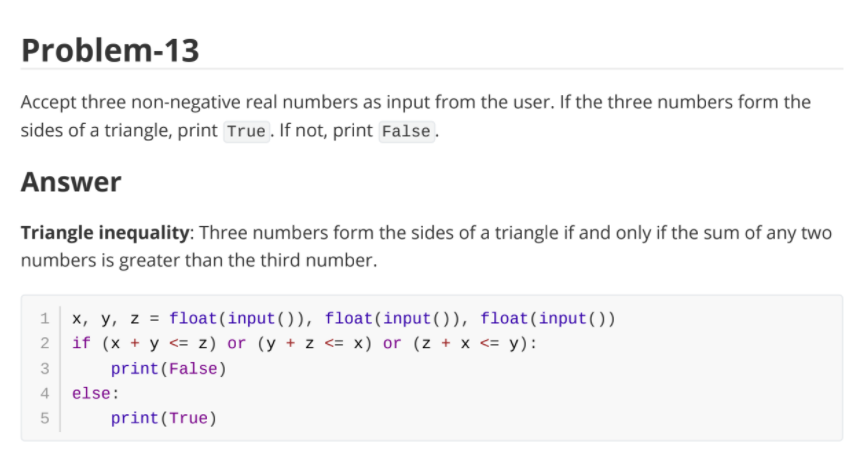 Problem-13
Accept three non-negative real numbers as input from the user. If the three numbers form the
sides of a triangle, print True. If not, print False.
Answer
Triangle inequality: Three numbers form the sides of a triangle if and only if the sum of any two
numbers is greater than the third number.
1 x, y, z = float(input()), float(input()), float(input())
2 if (x + y <= z) or (y + z <= x) or (z + x <= y):
3     print(False)
4 else:
5     print(True)